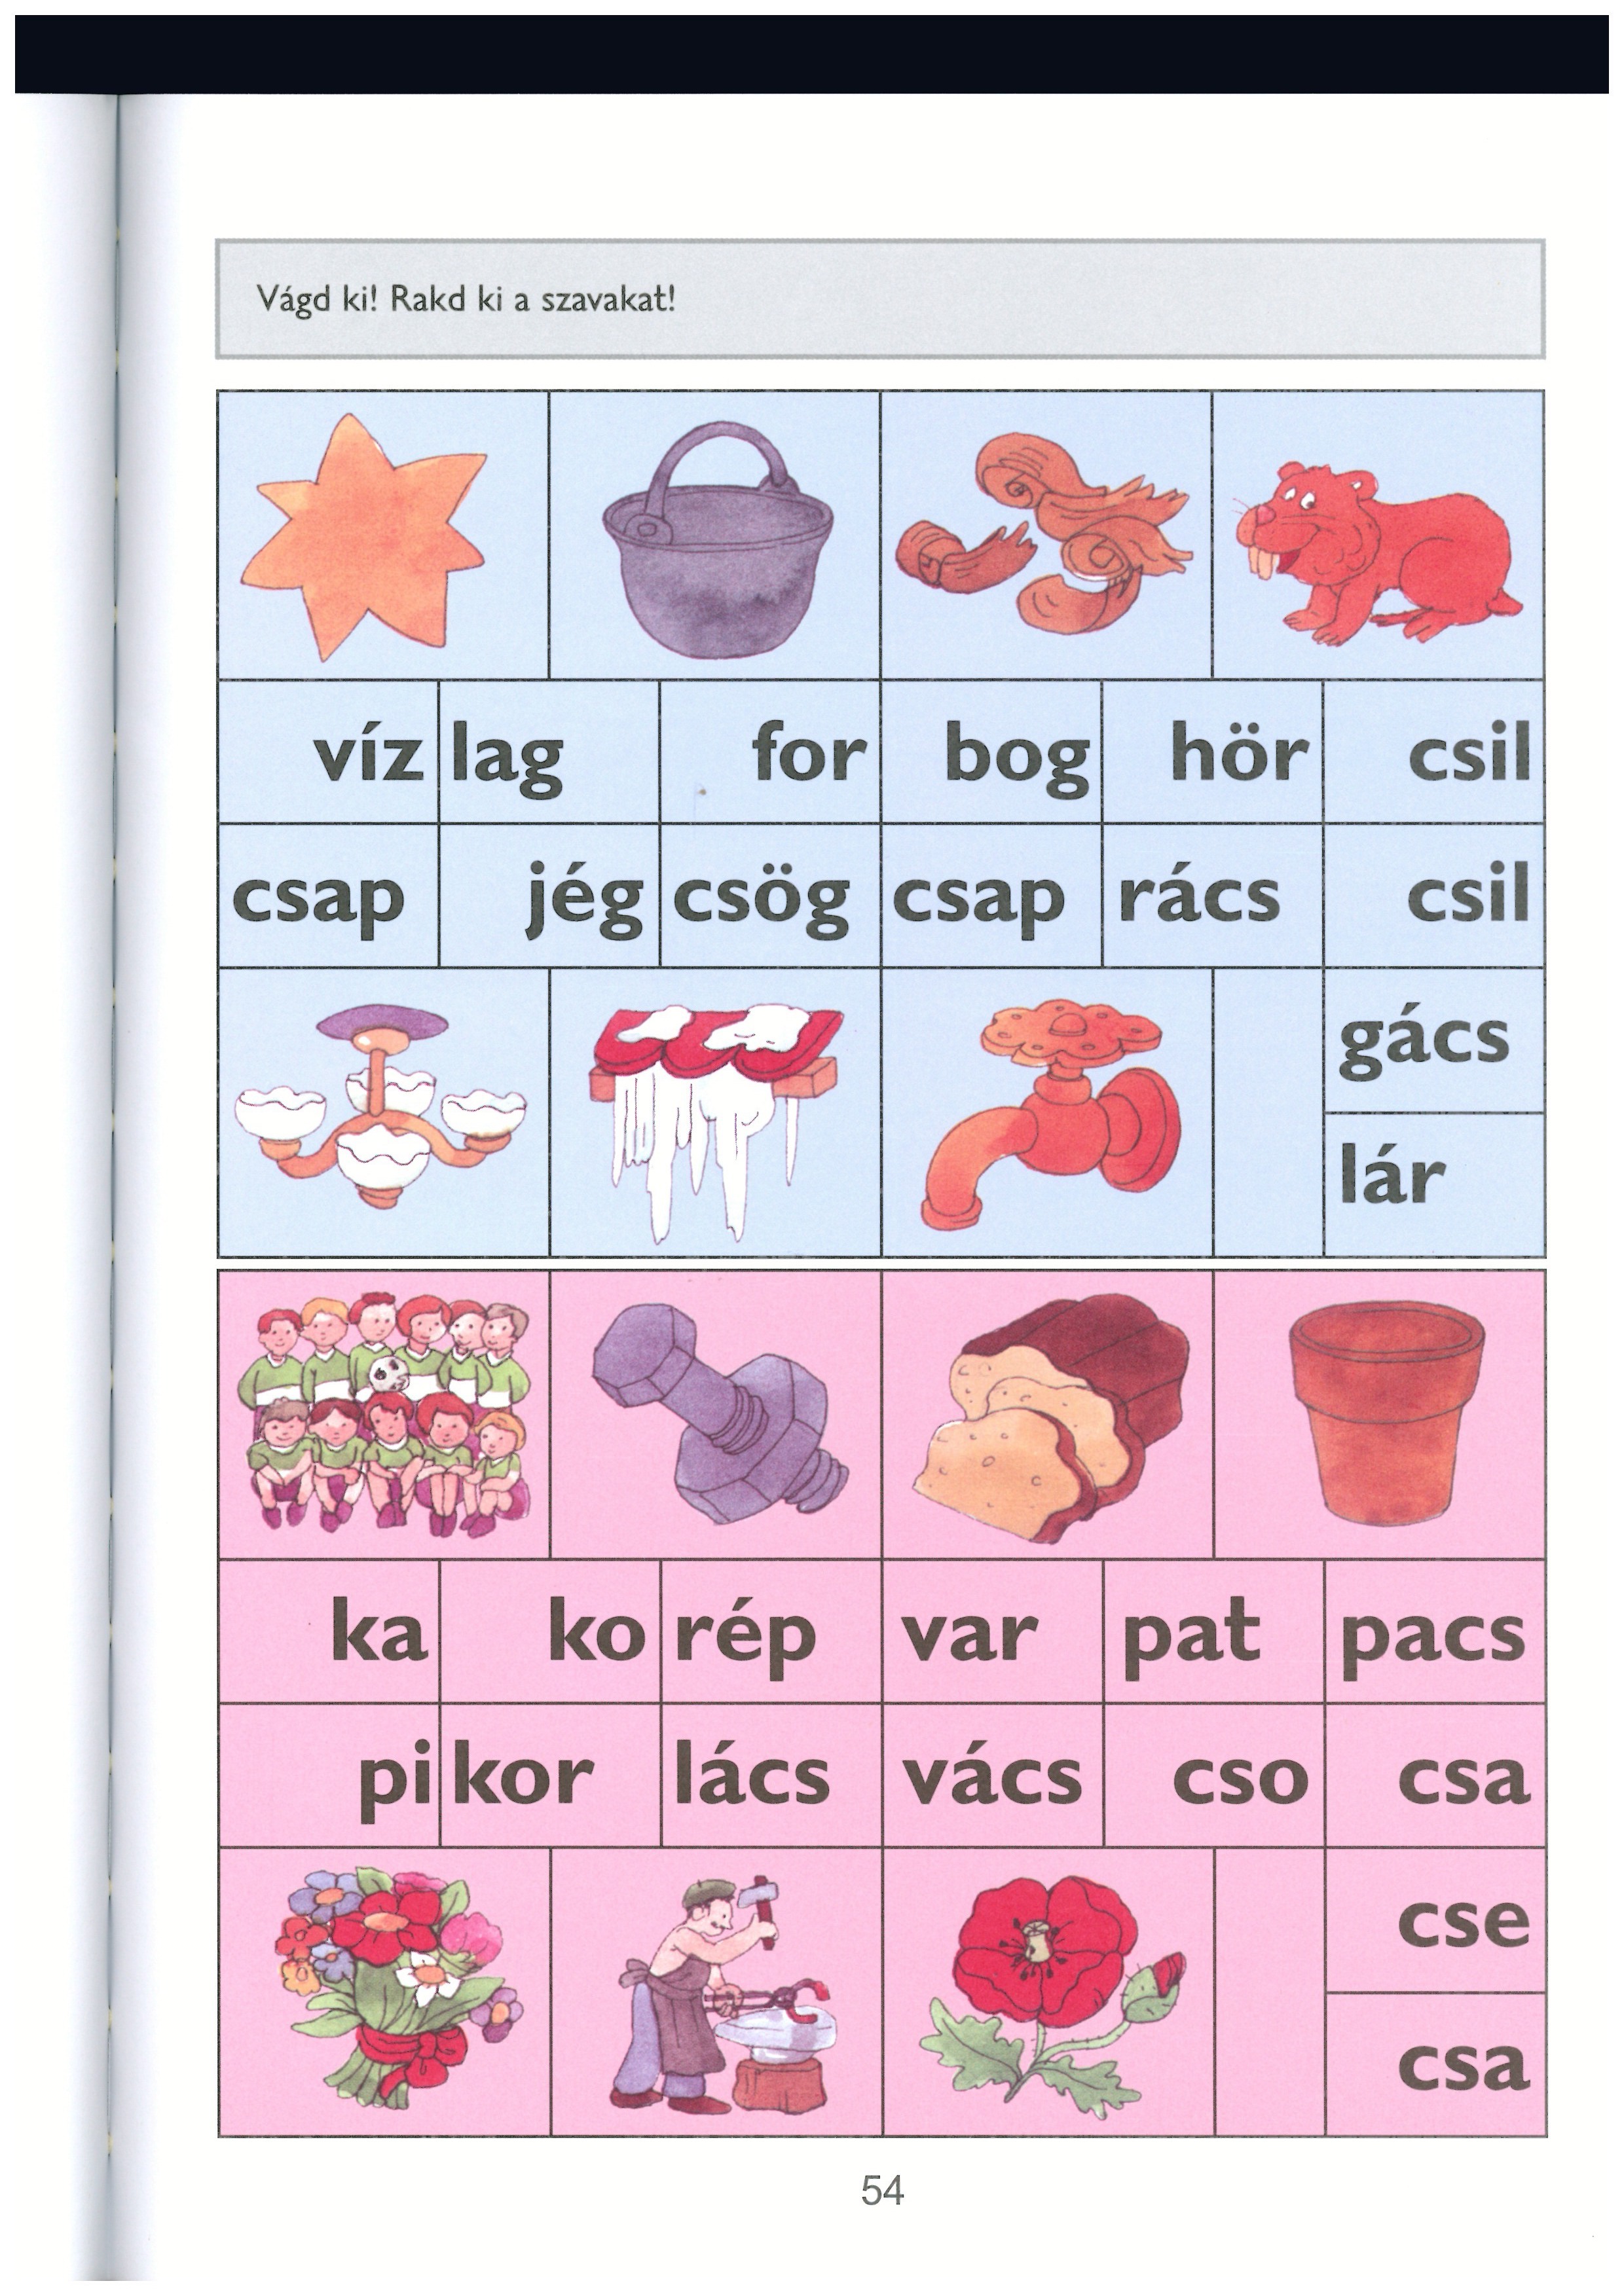 Vágd ki! Rakd ki a szavakat!
víz lag for bog hör csil
csap jég csög csap rács csil
gács
lár
ka ko rép var pat pacs
pi kor lács vács cso csa
cse
csa
54